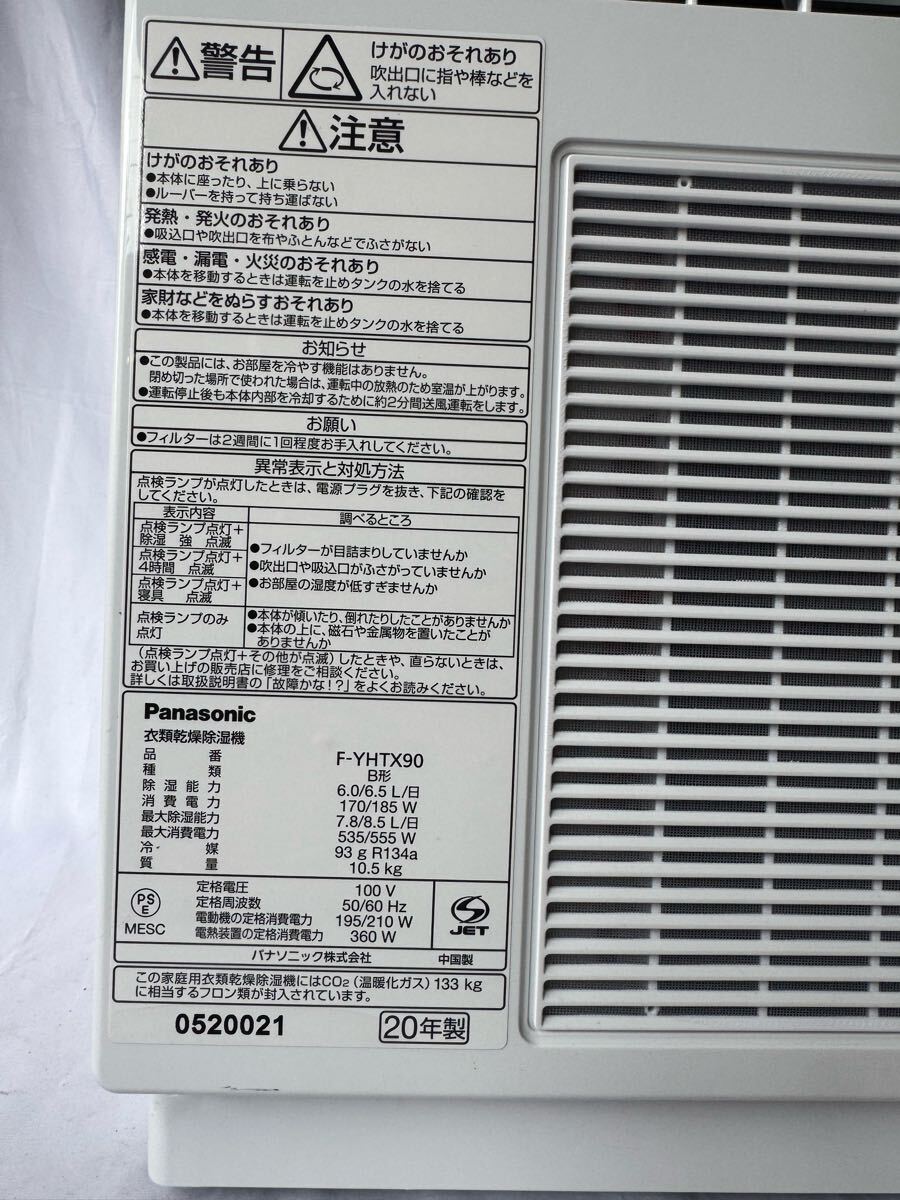 警告
けがのおそれあり
吹出口に指や棒などを
入れない
注意
けがのおそれあり
●本体に座ったり、上に乗らない
●ルーバーを持って持ち運ばない
発熱・発火のおそれあり
●吸込口や吹出口を布やふとんなどでふさがない
感電・漏電・火災のおそれあり
●本体を移動するときは運転を止めタンクの水を捨てる
家財などをぬらすおそれあり
●本体を移動するときは運転を止めタンクの水を捨てる
お知らせ
●この製品には、お部屋を冷やす機能はありません。
閉め切った場所で使われた場合は、運転中の放熱のため室温が上がります。
●運転停止後も本体内部を冷却するために約2分間送風運転をします。
お願い
●フィルターは2週間に1回程度お手入れしてください。
異常表示と対処方法
点検ランプが点灯したときは、電源プラグを抜き、下記の確認を
してください。
表示内容 調べるところ
点検ランプ点灯+
除湿 強 点滅
点検ランプ点灯+
4時間 点滅
点検ランプ点灯+
寝具 点滅
●フィルターが目詰まりしていませんか
●吹出口や吸込口がふさがっていませんか
●お部屋の湿度が低すぎませんか
点検ランプのみ
点灯
●本体が傾いたり、倒れたりしたことがありませんか
●本体の上に、磁石や金属物を置いたことが
ありませんか
(点検ランプ点灯+その他が点滅)したときや、直らないときは、
お買い上げの販売店に修理をご相談ください。
詳しくは取扱説明書の「故障かな!?」をよくお読みください。
Panasonic
衣類乾燥除湿機
品番 F-YHTX90
種類 B形
除湿能力 6.0/6.5 L/日
消費電力 170/185 W
最大除湿能力 7.8/8.5 L/日
最大消費電力 535/555 W
冷媒 93 g R134a
質量 10.5 kg
PS
E
MESC
定格電圧 100 V
定格周波数 50/60 Hz
電動機の定格消費電力 195/210 W
電熱装置の定格消費電力 360 W
JET
パナソニック株式会社 中国製
この家庭用衣類乾燥除湿機にはCO2(温暖化ガス)133 kg
に相当するフロン類が封入されています。
0520021 20年製